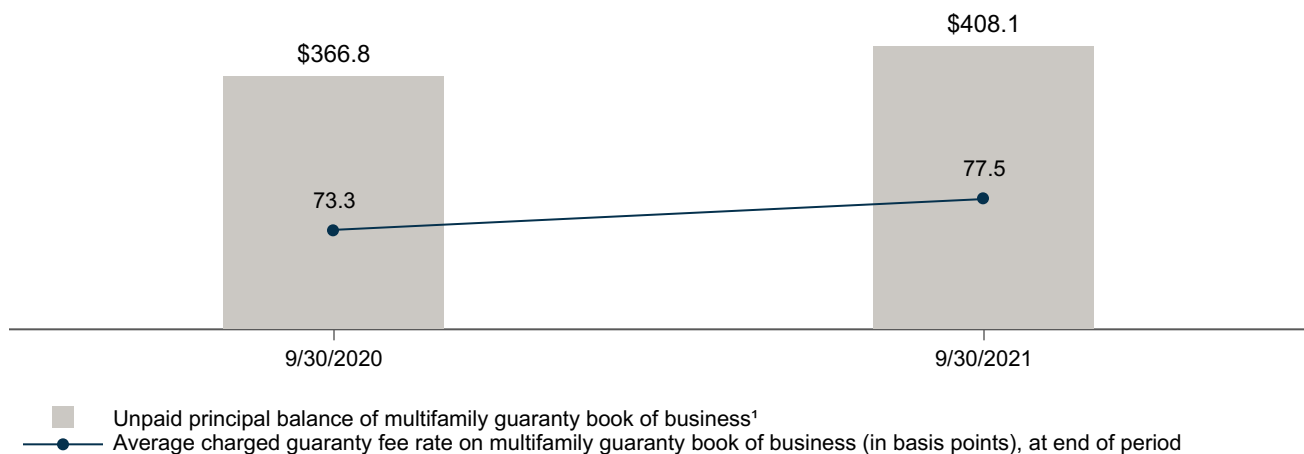 $408.1
$366.8
77.5
73.3
9/30/2020 9/30/2021
Unpaid principal balance of multifamily guaranty book of business¹
Average charged guaranty fee rate on multifamily guaranty book of business (in basis points), at end of period